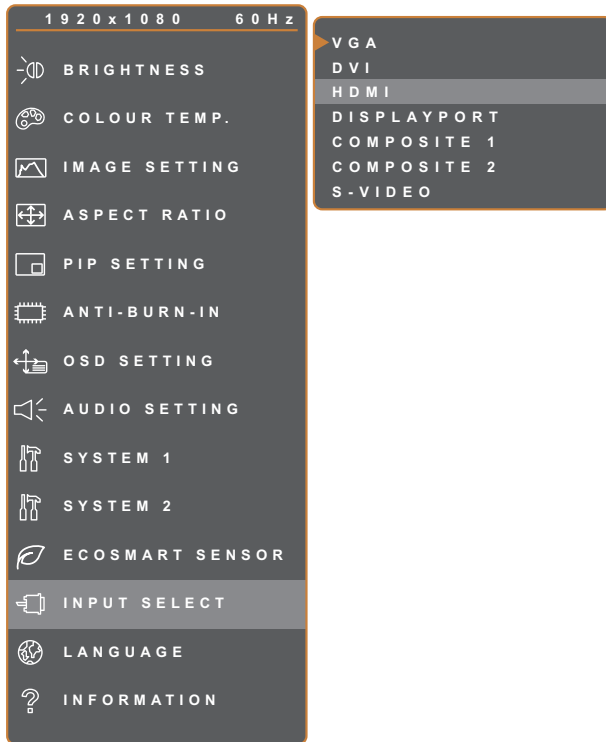 1920x1080 60Hz
BRIGHTNESS
COLOUR TEMP.
IMAGE SETTING
ASPECT RATIO
PIP SETTING
ANTI-BURN-IN
OSD SETTING
AUDIO SETTING
SYSTEM 1
SYSTEM 2
ECOSMART SENSOR
INPUT SELECT
LANGUAGE
INFORMATION
VGA
DVI
HDMI
DISPLAYPORT
COMPOSITE 1
COMPOSITE 2
S-VIDEO